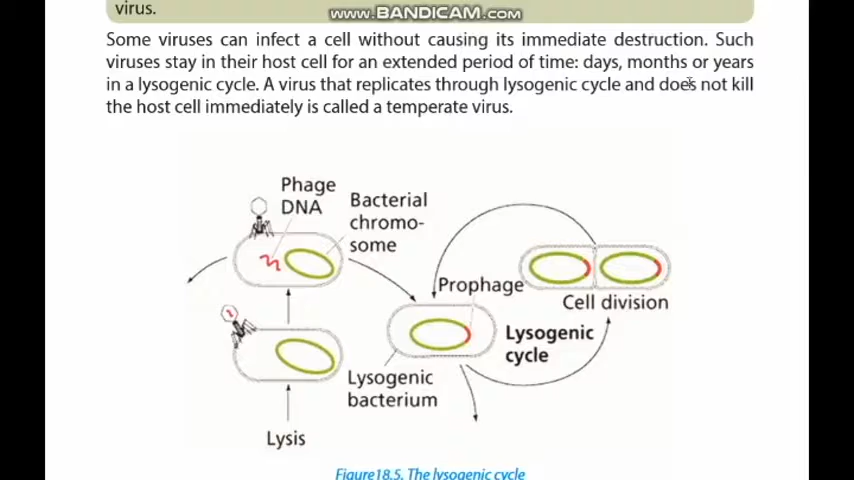 virus.
www.BANDICAM.com
Some viruses can infect a cell without causing its immediate destruction. Such
viruses stay in their host cell for an extended period of time: days, months or years
in a lysogenic cycle. A virus that replicates through lysogenic cycle and does not kill
the host cell immediately is called a temperate virus.
Phage
DNA
Bacterial
chromo-
some
Prophage
Cell division
Lysogenic
cycle
Lysogenic
bacterium
Lysis
Figure18.5. The lysogenic cycle